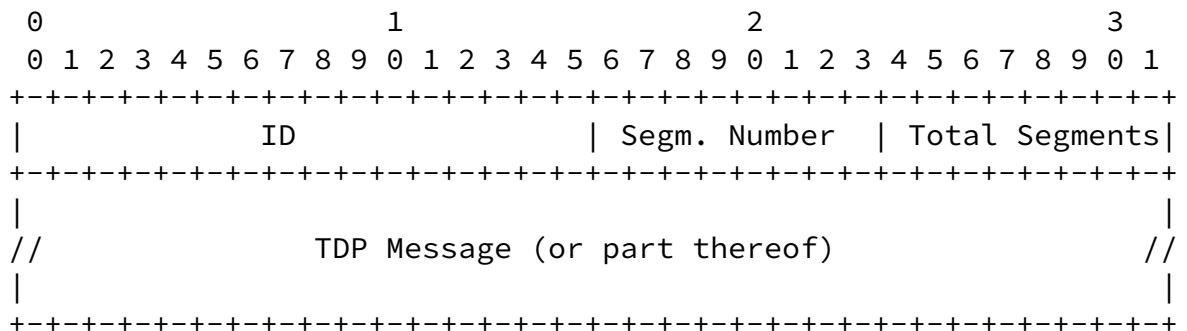 0                   1                   2                   3
 0 1 2 3 4 5 6 7 8 9 0 1 2 3 4 5 6 7 8 9 0 1 2 3 4 5 6 7 8 9 0 1
+-+-+-+-+-+-+-+-+-+-+-+-+-+-+-+-+-+-+-+-+-+-+-+-+-+-+-+-+-+-+-+-+
|             ID                | Segm. Number  | Total Segments|
+-+-+-+-+-+-+-+-+-+-+-+-+-+-+-+-+-+-+-+-+-+-+-+-+-+-+-+-+-+-+-+-+
|                                                               |
//               TDP Message (or part thereof)                 //
|                                                               |
+-+-+-+-+-+-+-+-+-+-+-+-+-+-+-+-+-+-+-+-+-+-+-+-+-+-+-+-+-+-+-+-+